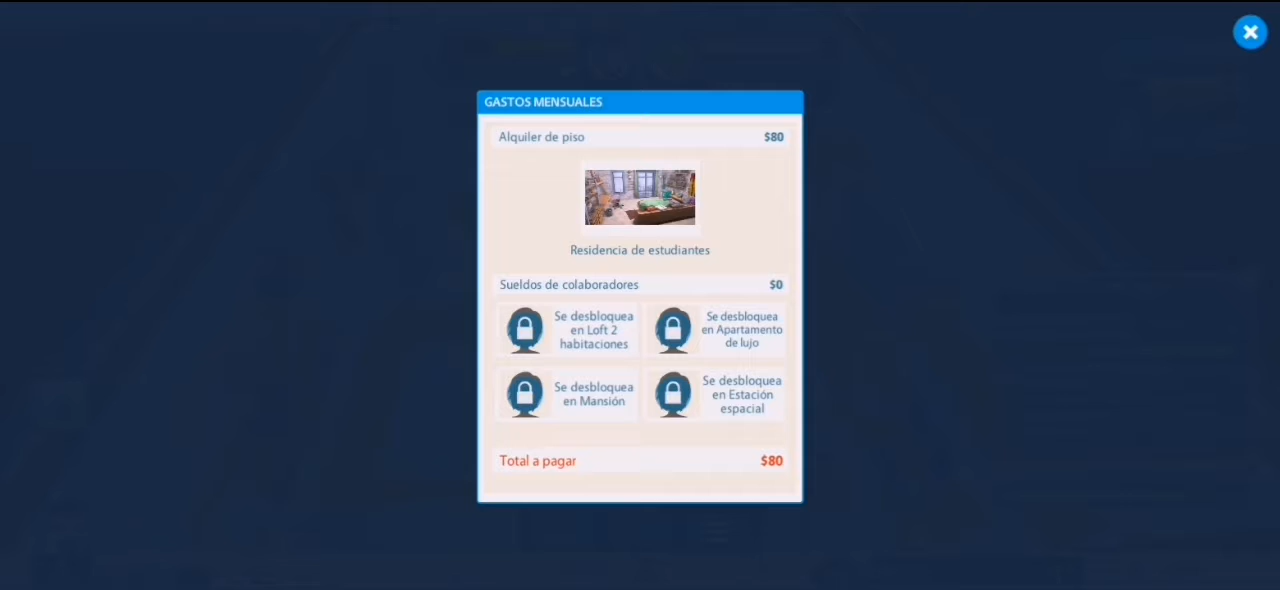 GASTOS MENSUALES
Alquiler de piso $80
Residencia de estudiantes
Sueldos de colaboradores $0
Se desbloquea
en Loft 2
habitaciones
Se desbloquea
en Apartamento
de lujo
Se desbloquea
en Mansión
Se desbloquea
en Estación
espacial
Total a pagar $80